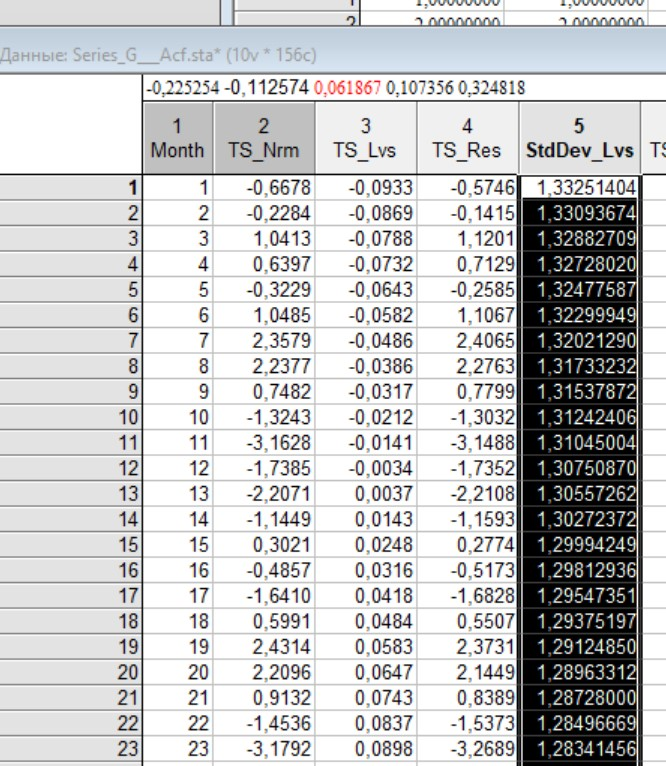 1 1,00000000 1,00000000
2 2,00000000 2,00000000
Данные: Series_G___Acf.sta* (10v * 156c)
-0,225254 -0,112574 0,061867 0,107356 0,324818
1 2 3 4 5
Month TS_Nrm TS_Lvs TS_Res StdDev_Lvs TS
1 1 -0,6678 -0,0933 -0,5746 1,33251404
2 2 -0,2284 -0,0869 -0,1415 1,33093674
3 3 1,0413 -0,0788 1,1201 1,32882709
4 4 0,6397 -0,0732 0,7129 1,32728020
5 5 -0,3229 -0,0643 -0,2585 1,32477587
6 6 1,0485 -0,0582 1,1067 1,32299949
7 7 2,3579 -0,0486 2,4065 1,32021290
8 8 2,2377 -0,0386 2,2763 1,31733232
9 9 0,7482 -0,0317 0,7799 1,31537872
10 10 -1,3243 -0,0212 -1,3032 1,31242406
11 11 -3,1628 -0,0141 -3,1488 1,31045004
12 12 -1,7385 -0,0034 -1,7352 1,30750870
13 13 -2,2071 0,0037 -2,2108 1,30557262
14 14 -1,1449 0,0143 -1,1593 1,30272372
15 15 0,3021 0,0248 0,2774 1,29994249
16 16 -0,4857 0,0316 -0,5173 1,29812936
17 17 -1,6410 0,0418 -1,6828 1,29547351
18 18 0,5991 0,0484 0,5507 1,29375197
19 19 2,4314 0,0583 2,3731 1,29124850
20 20 2,2096 0,0647 2,1449 1,28963312
21 21 0,9132 0,0743 0,8389 1,28728000
22 22 -1,4536 0,0837 -1,5373 1,28496669
23 23 -3,1792 0,0898 -3,2689 1,28341456